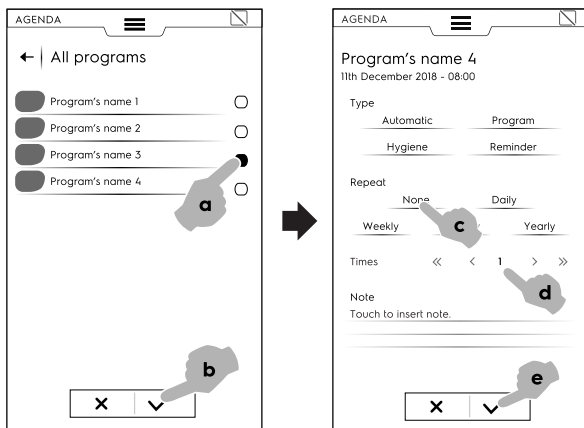 AGENDA
All programs
Program's name 1
Program's name 2
Program's name 3
Program's name 4
a
b
AGENDA
Program's name 4
11th December 2018 - 08:00
Type
Automatic Program
Hygiene Reminder
Repeat
None Daily
c
Weekly Yearly
Times « < 1 > »
d
Note
Touch to insert note.
e